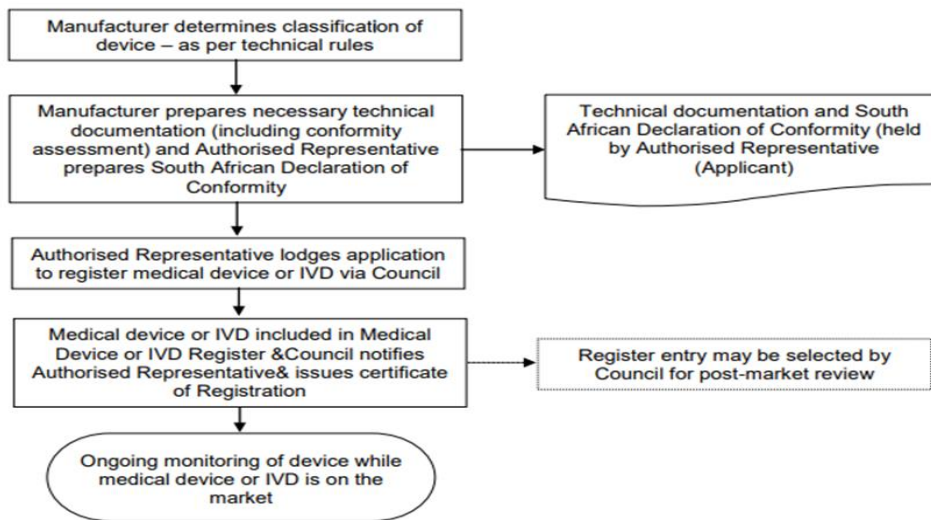 Manufacturer determines classification of
device – as per technical rules
Manufacturer prepares necessary technical
documentation (including conformity
assessment) and Authorised Representative
prepares South African Declaration of
Conformity
Technical documentation and South
African Declaration of Conformity (held
by Authorised Representative
(Applicant)
Authorised Representative lodges application
to register medical device or IVD via Council
Medical device or IVD included in Medical
Device or IVD Register &Council notifies
Authorised Representative& issues certificate
of Registration
Register entry may be selected by
Council for post-market review
Ongoing monitoring of device while
medical device or IVD is on the
market